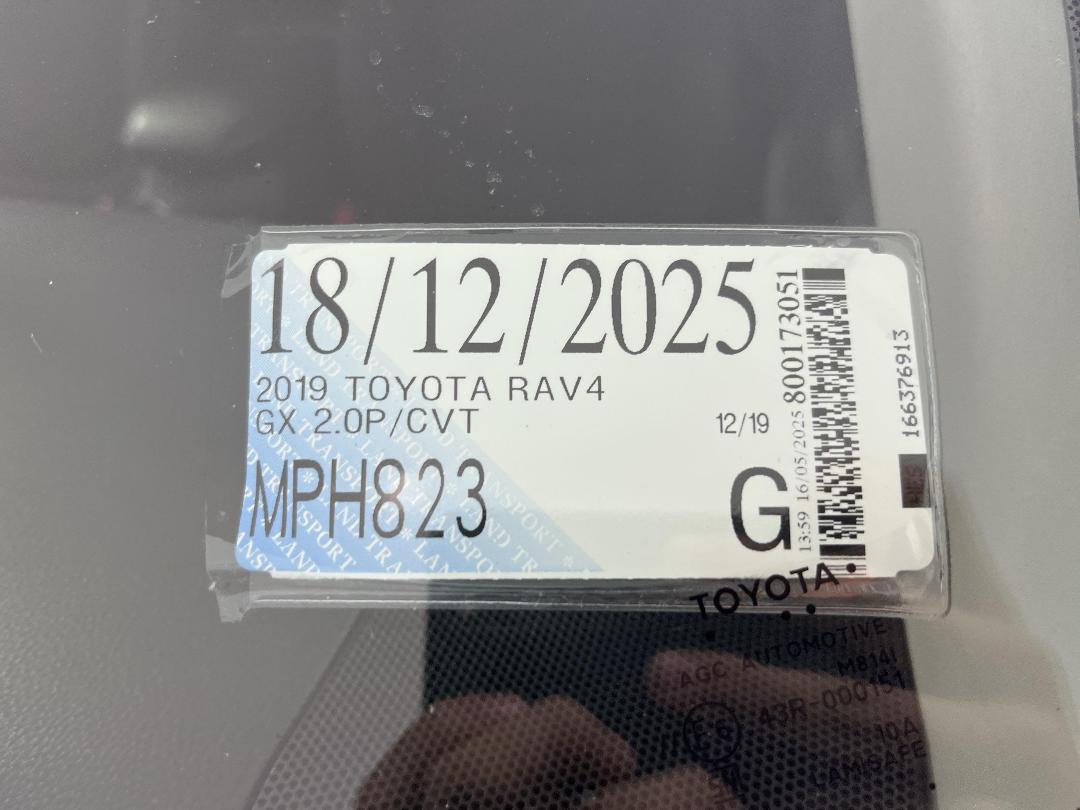 18/12/2025
2019 TOYOTA RAV4
GX 2.0P/CVT
12/19
MPH823
G
13:59 16/05/2025 800173051
166376913
TOYOTA
AGC AUTOMOTIVE
M814I
43R-000151
10A
LAMISAFE